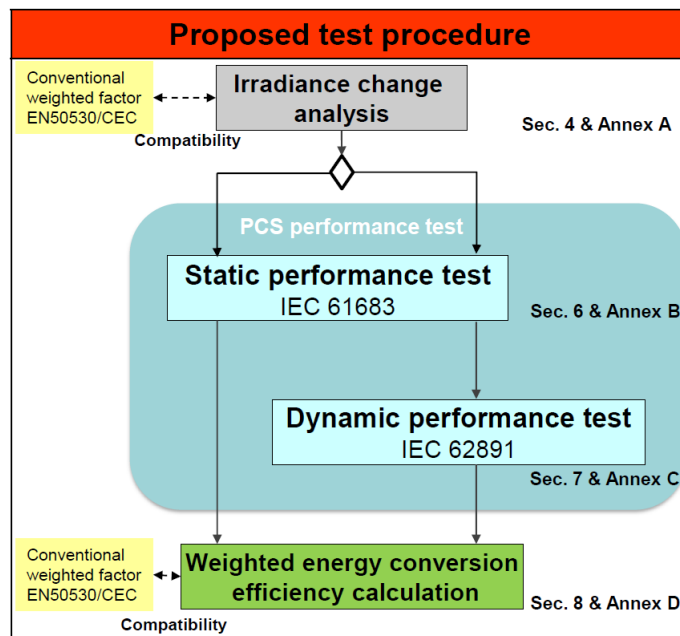 Proposed test procedure
Conventional
weighted factor
EN50530/CEC
Irradiance change
analysis
Compatibility
Sec. 4 & Annex A
PCS performance test
Static performance test
IEC 61683
Sec. 6 & Annex B
Dynamic performance test
IEC 62891
Sec. 7 & Annex C
Conventional
weighted factor
EN50530/CEC
Weighted energy conversion
efficiency calculation
Sec. 8 & Annex D
Compatibility